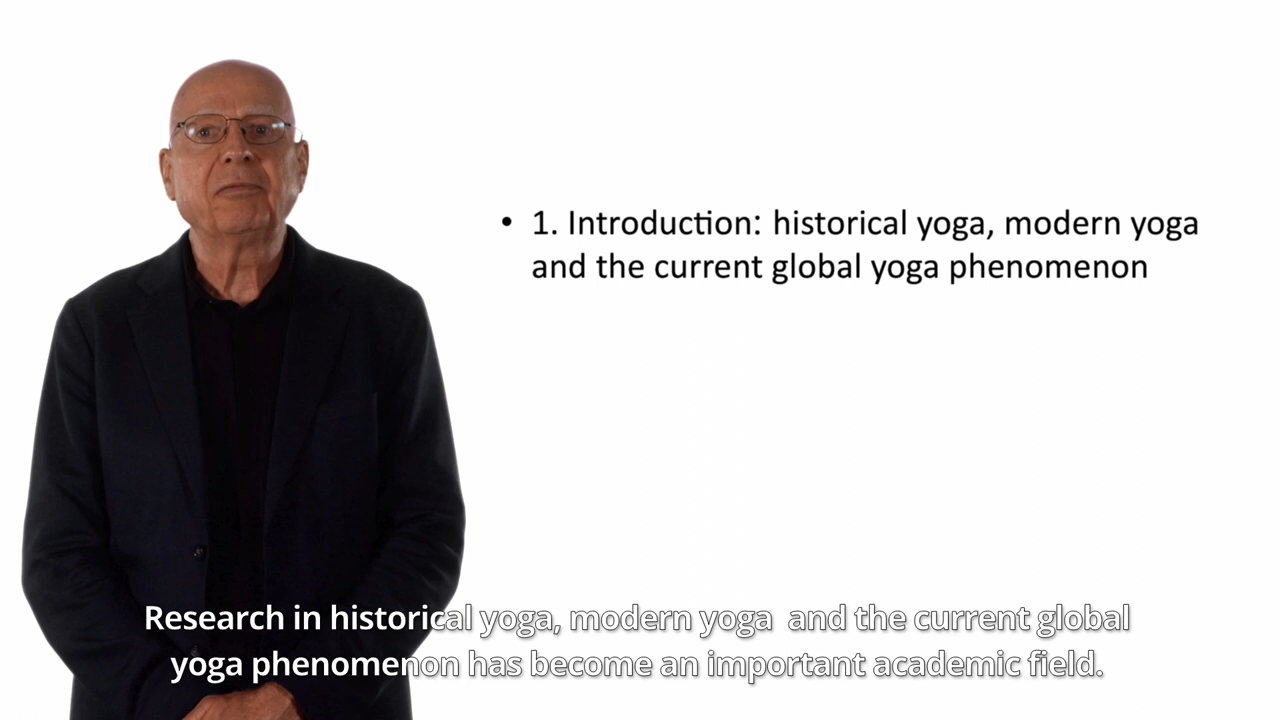 • 1. Introduction: historical yoga, modern yoga
and the current global yoga phenomenon
Research in historical yoga, modern yoga and the current global
yoga phenomenon has become an important academic field.